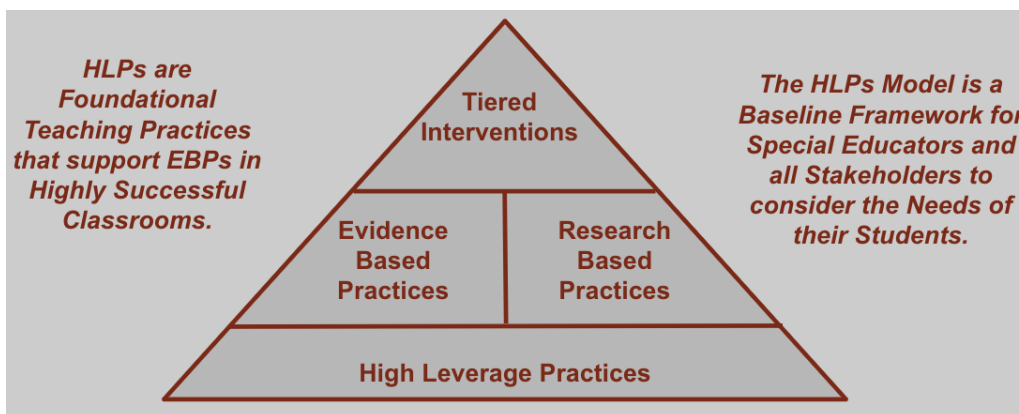 HLPs are
Foundational
Teaching Practices
that support EBPs in
Highly Successful
Classrooms.
Tiered
Interventions
Evidence
Based
Practices
Research
Based
Practices
High Leverage Practices
The HLPs Model is a
Baseline Framework for
Special Educators and
all Stakeholders to
consider the Needs of
their Students.